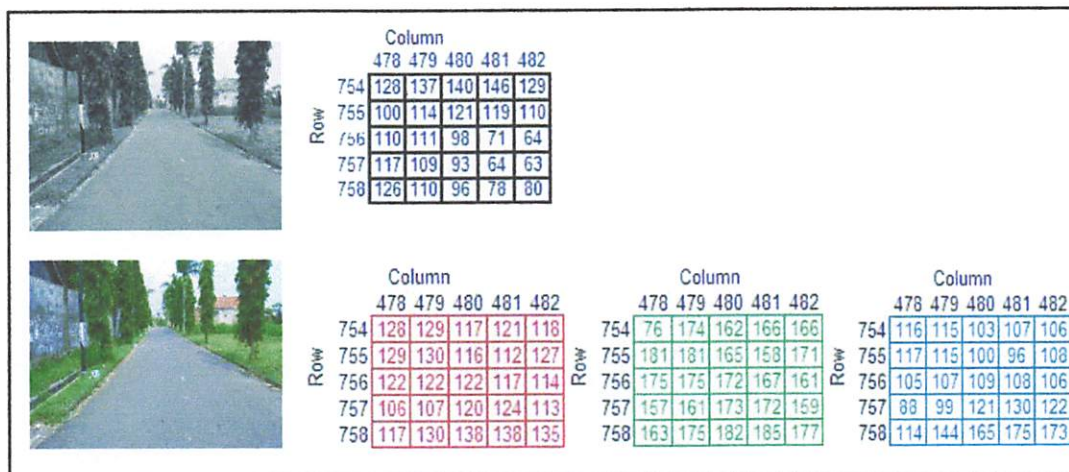 Column
478 479 480 481 482
Row
754 128 137 140 146 129
755 100 114 121 119 110
756 110 111 98 71 64
757 117 109 93 64 63
758 126 110 96 78 80
Column
478 479 480 481 482
Row
754 128 129 117 121 118
755 129 130 116 112 127
756 122 122 122 117 114
757 106 107 120 124 113
758 117 130 138 138 135
Column
478 479 480 481 482
Row
754 76 174 162 166 166
755 181 181 165 158 171
756 175 175 172 167 161
757 157 161 173 172 159
758 163 175 182 185 177
Column
478 479 480 481 482
Row
754 116 115 103 107 106
755 117 115 100 96 108
756 105 107 109 108 106
757 88 99 121 130 122
758 114 144 165 175 173